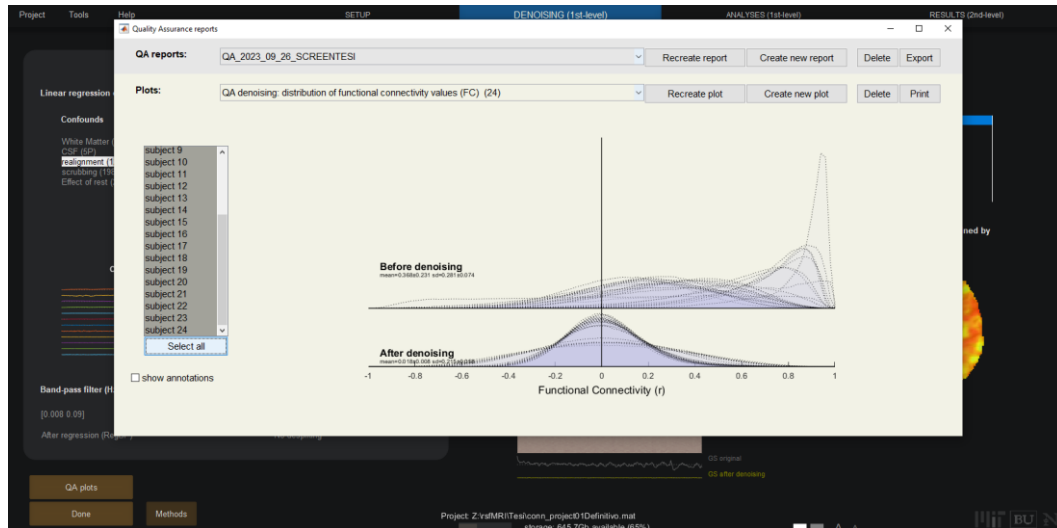 Project Tools Help SETUP DENOISING (1st-level) ANALYSES (1st-level) RESULTS (2nd-level)
Quality Assurance reports
QA reports: QA_2023_09_26_SCREENTESI Recreate report Create new report Delete Export
Plots: QA denoising: distribution of functional connectivity values (FC) (24) Recreate plot Create new plot Delete Print
Linear regression
Confounds
White Matter (
CSF (5P)
realignment (1
scrubbing (19
Effect of rest (
subject 9
subject 10
subject 11
subject 12
subject 13
subject 14
subject 15
subject 16
subject 17
subject 18
subject 19
subject 20
subject 21
subject 22
subject 23
subject 24
Select all
show annotations
ned by
Before denoising
After denoising
-1 -0.8 -0.6 -0.4 -0.2 0 0.2 0.4 0.6 0.8 1
Functional Connectivity (r)
Band-pass filter (H
[0.008 0.09]
After regression (Reg
GS original
GS after denoising
QA plots
Done Methods
Project: Z:\rsfMRI\Tesi\conn_project01Definitivo.mat
storage: 645.7Gb available (65%)
BU